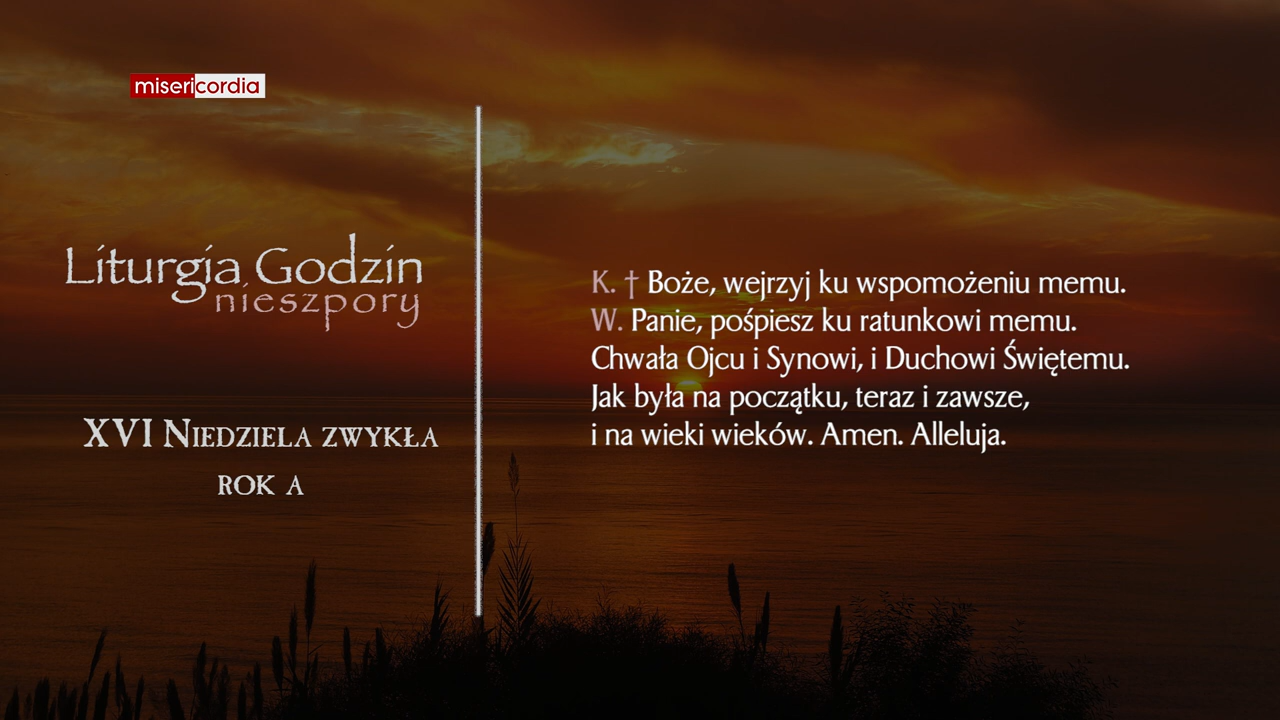 misericordia
Liturgia Godzin
nieszpory
XVI Niedziela zwykła
rok A
K. † Boże, wejrzyj ku wspomożeniu memu.
W. Panie, pośpiesz ku ratunkowi memu.
Chwała Ojcu i Synowi, i Duchowi Świętemu.
Jak była na początku, teraz i zawsze,
i na wieki wieków. Amen. Alleluja.